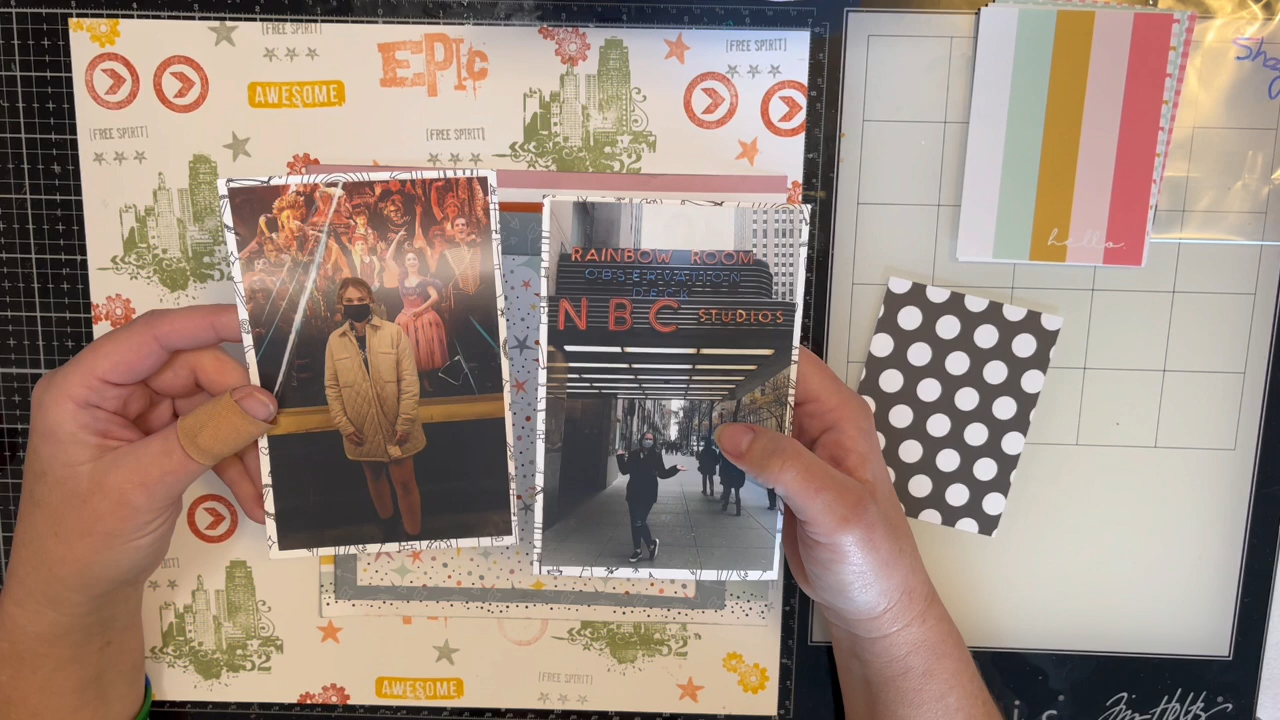 [FREE SPIRIT]
EPIC
[FREE SPIRIT]
AWESOME
[FREE SPIRIT]
[FREE SPIRIT]
hello.
RAINBOW ROOM
OBSERVATION
DECK
NBC STUDIOS
AWESOME
[FREE SPIRIT]
Tim Holtz